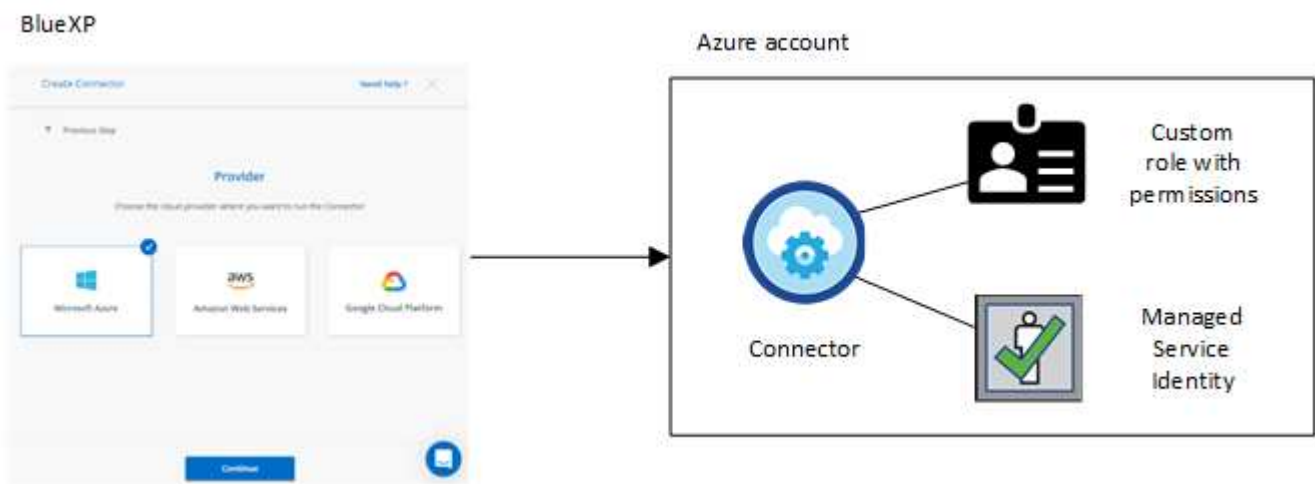 BlueXP
Create Connector
Need help?
Previous Step
Provider
Choose the cloud provider where you want to run the Connector
Microsoft Azure
aws
Amazon Web Services
Google Cloud Platform
Continue
Azure account
Connector
Custom
role with
permissions
Managed
Service
Identity